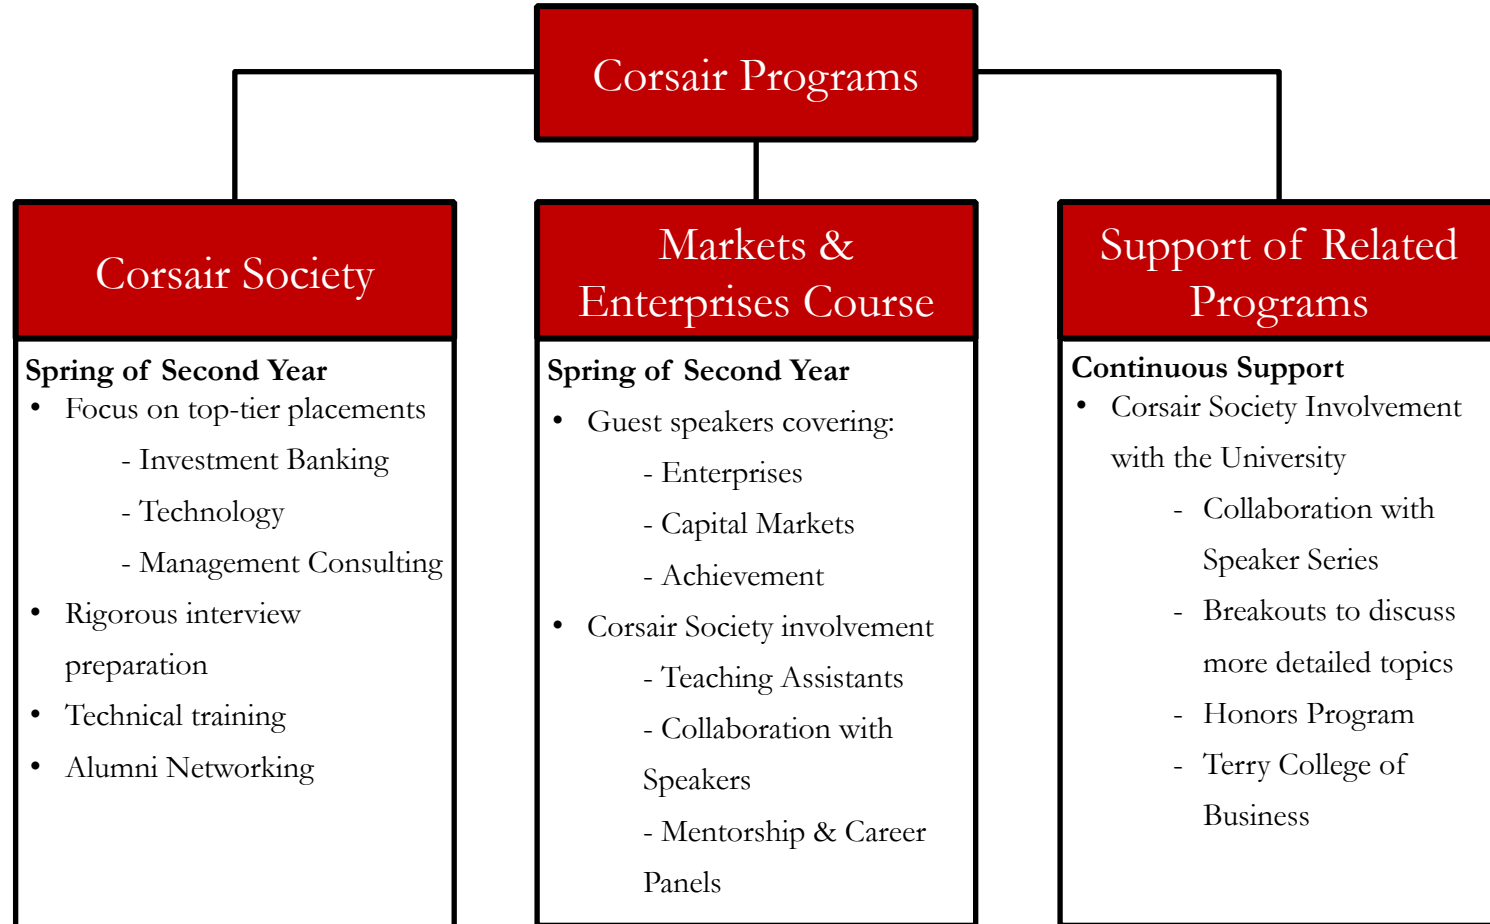 Corsair Programs
Corsair Society
Spring of Second Year
• Focus on top-tier placements
- Investment Banking
- Technology
- Management Consulting
• Rigorous interview
preparation
• Technical training
• Alumni Networking
Markets &
Enterprises Course
Spring of Second Year
• Guest speakers covering:
- Enterprises
- Capital Markets
- Achievement
• Corsair Society involvement
- Teaching Assistants
- Collaboration with
Speakers
- Mentorship & Career
Panels
Support of Related
Programs
Continuous Support
• Corsair Society Involvement
with the University
- Collaboration with
Speaker Series
- Breakouts to discuss
more detailed topics
- Honors Program
- Terry College of
Business